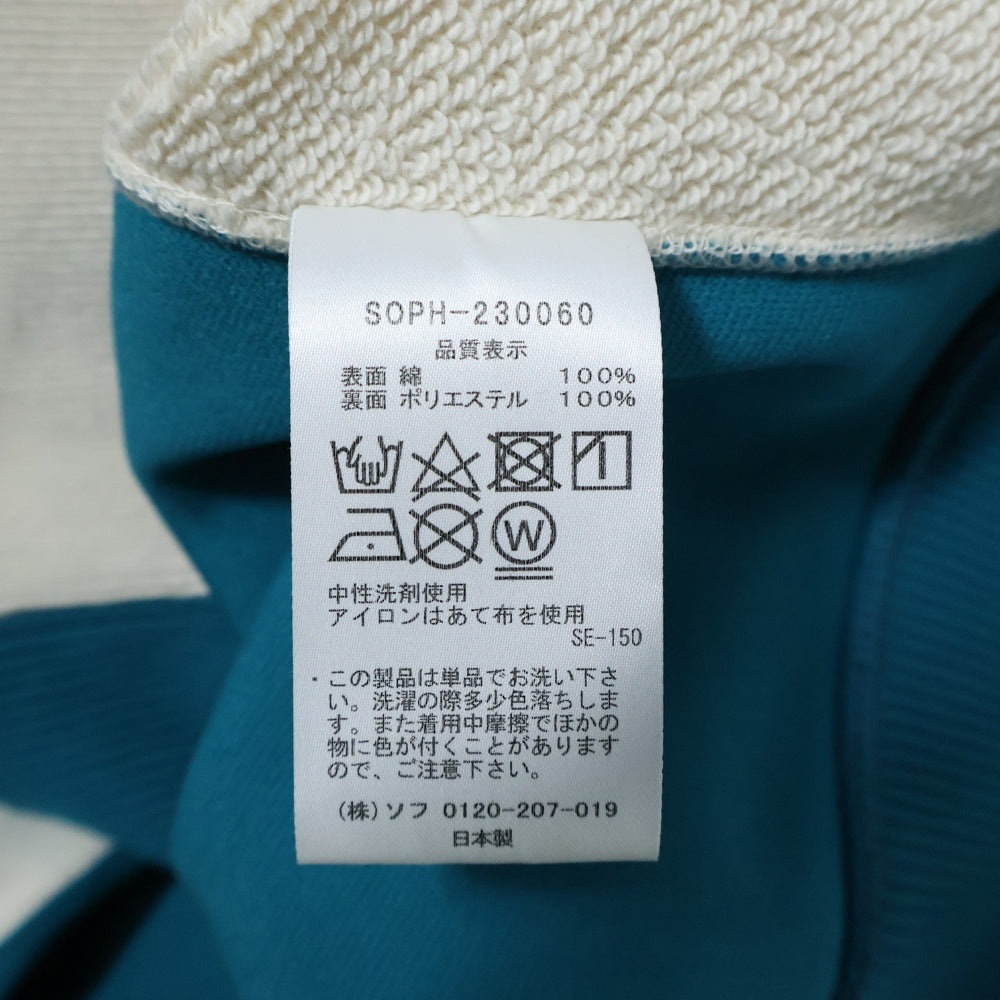 SOPH-230060
品質表示
表面 綿 100%
裏面 ポリエステル 100%
W
中性洗剤使用
アイロンはあて布を使用
SE-150
・この製品は単品でお洗い下さ
い。洗濯の際多少色落ちしま
す。また着用中摩擦でほかの
物に色が付くことがあります
ので、ご注意下さい。
(株)ソフ 0120-207-019
日本製